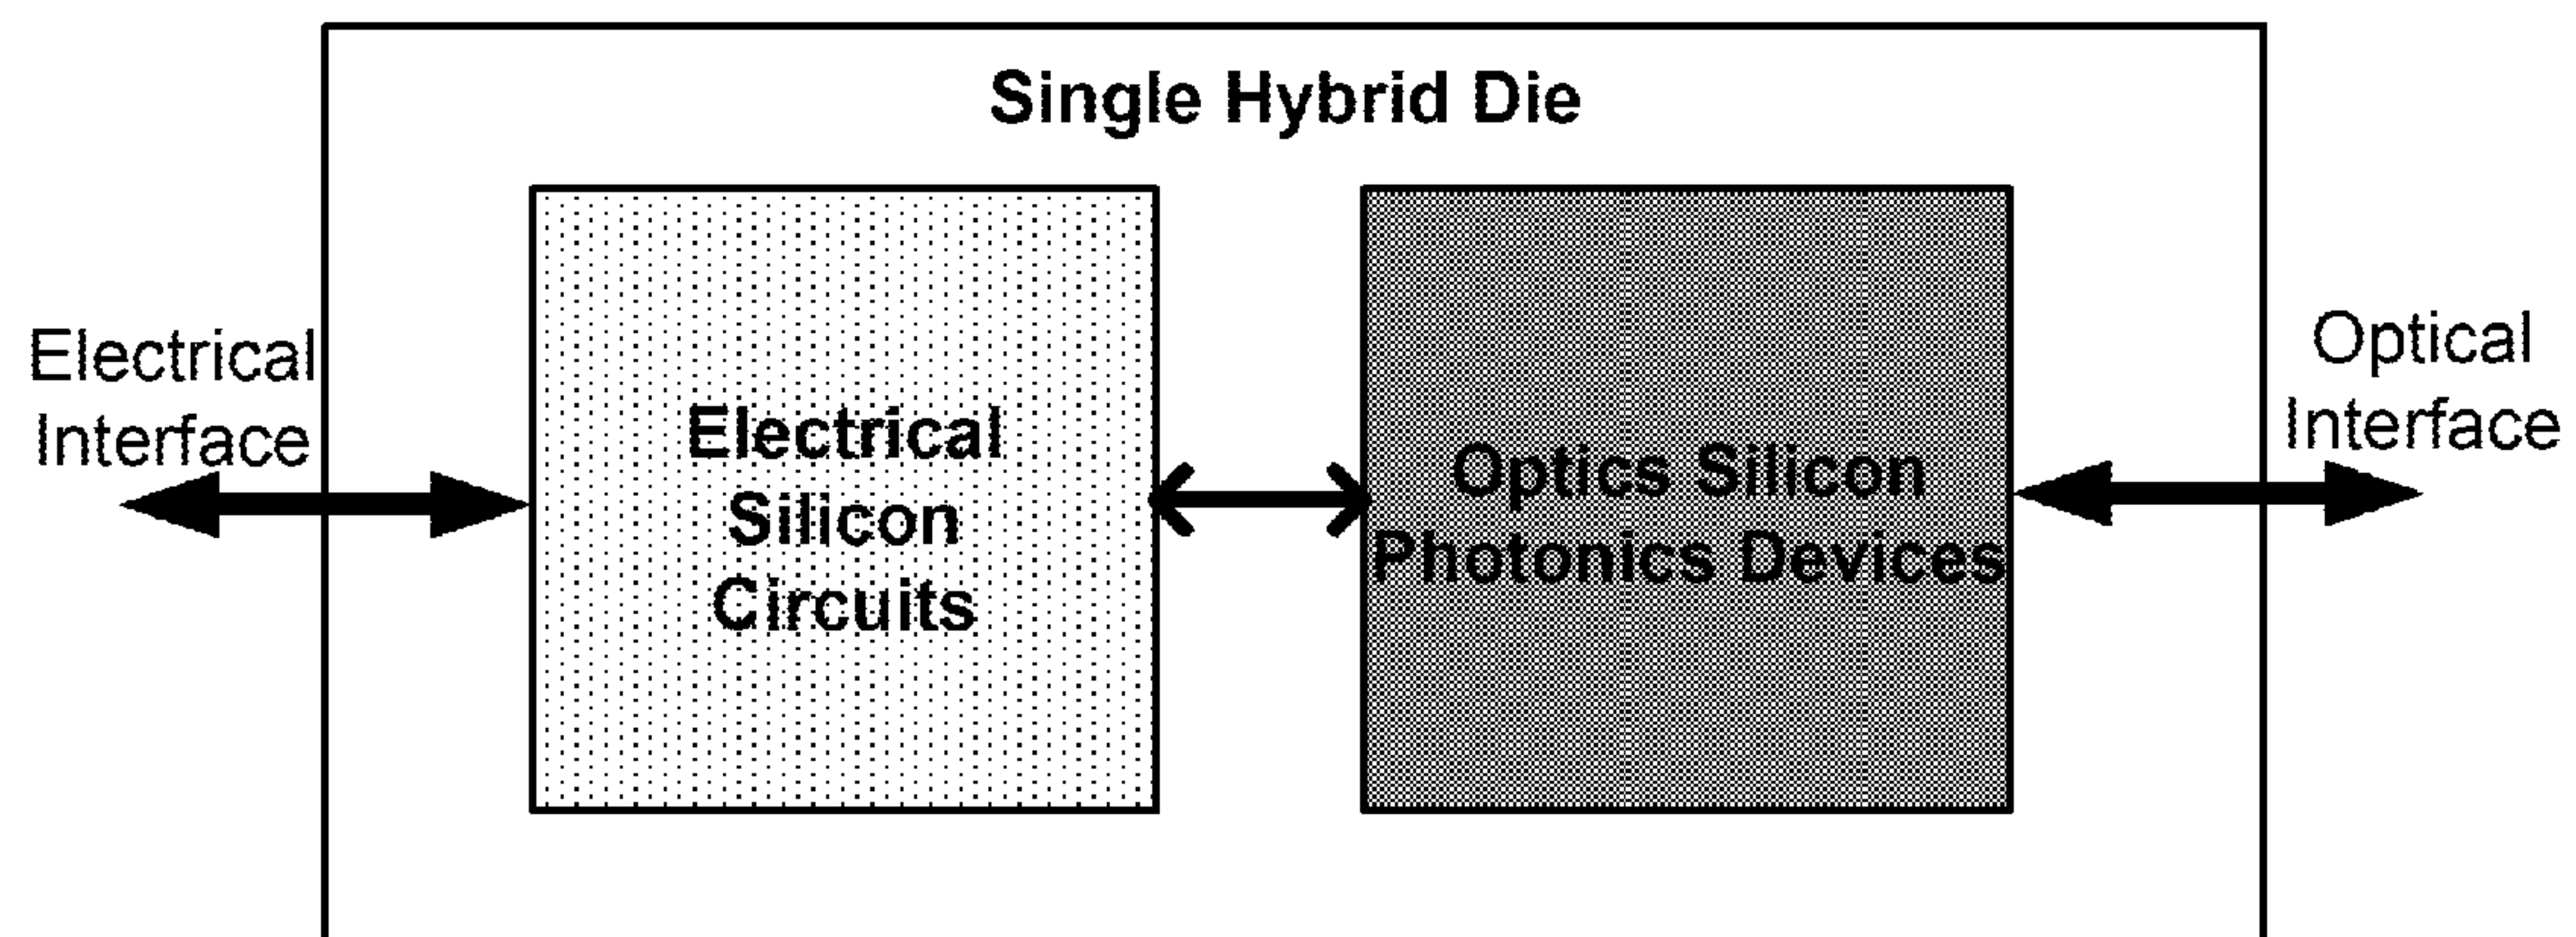 Single Hybrid Die
Electrical
Interface
Electrical
Silicon
Circuits
Optics Silicon
Photonics Devices
Optical
Interface